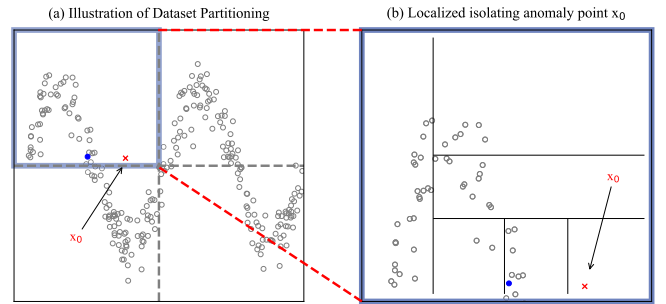 (a) Illustration of Dataset Partitioning
(b) Localized isolating anomaly point x₀
x₀
x₀